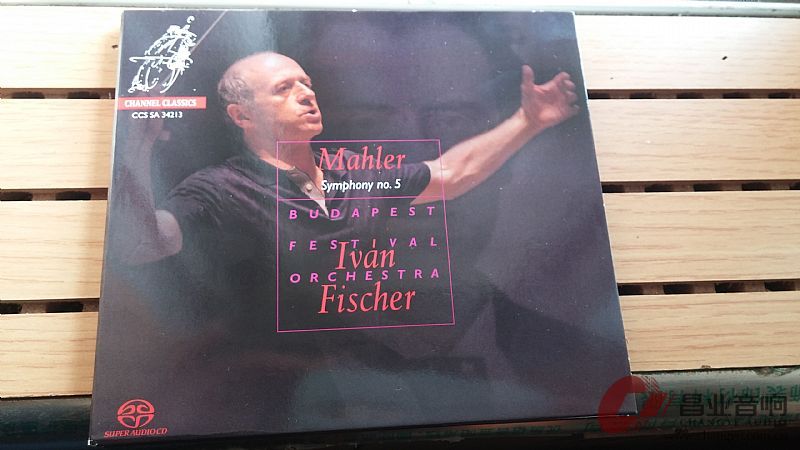 CHANNEL CLASSICS
CCS SA 34213
Mahler
Symphony no. 5
BUDAPEST
FESTIVAL
Iván
ORCHESTRA
Fischer
SUPER AUDIO CD
昌业音响